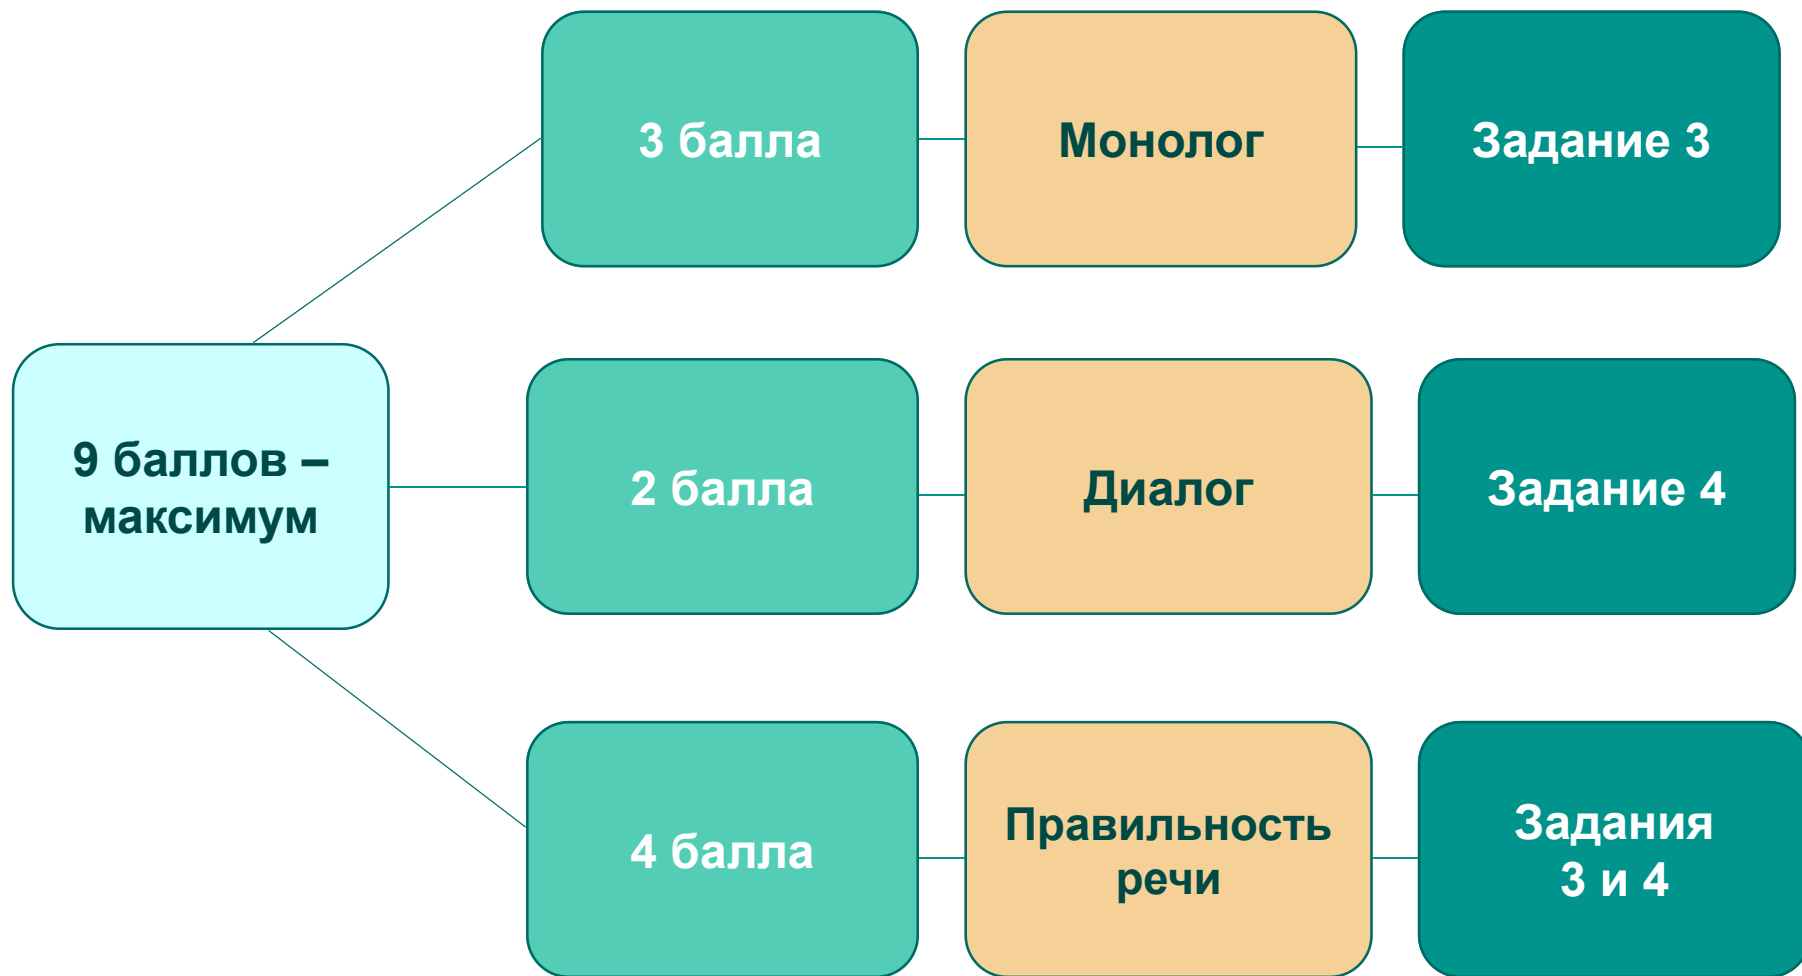 3 балла
Монолог
Задание 3
9 баллов –
максимум
2 балла
Диалог
Задание 4
4 балла
Правильность
речи
Задания
3 и 4